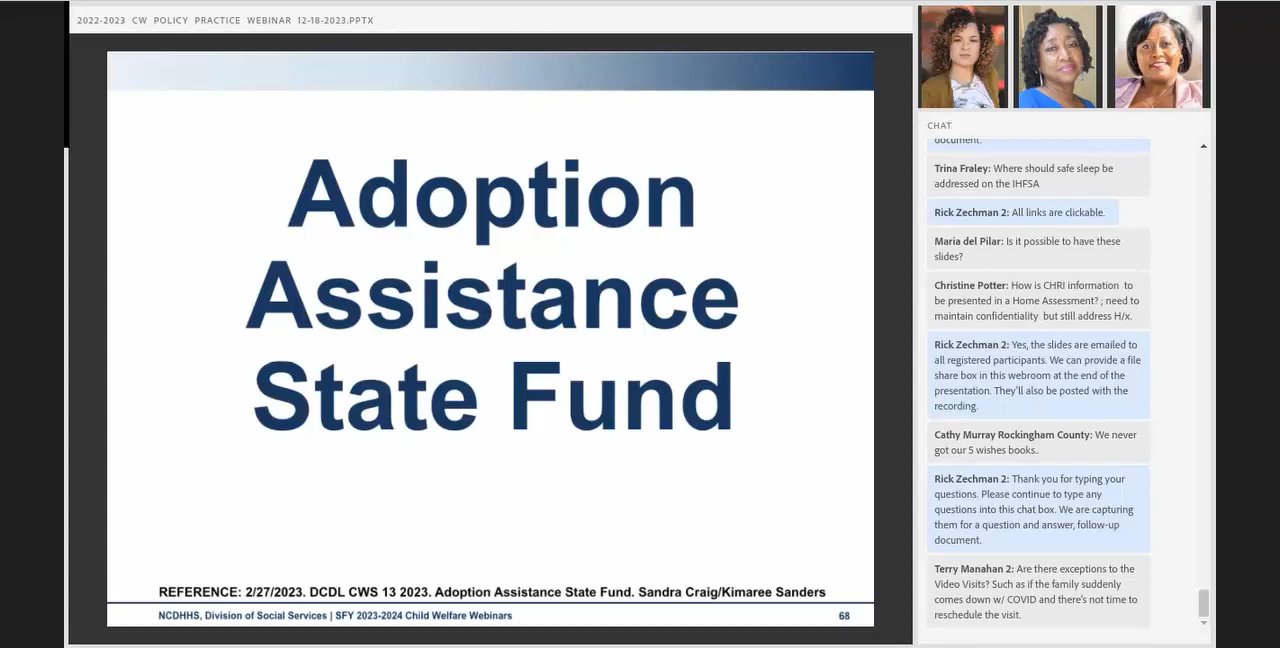 2022-2023 CW POLICY PRACTICE WEBINAR 12-18-2023.PPTX
Adoption
Assistance
State Fund
REFERENCE: 2/27/2023. DCDL CWS 13 2023. Adoption Assistance State Fund. Sandra Craig/Kimaree Sanders
NCDHHS, Division of Social Services | SFY 2023-2024 Child Welfare Webinars
68
CHAT
document.
Trina Fraley: Where should safe sleep be
addressed on the IHFSA
Rick Zechman 2: All links are clickable.
Maria del Pilar: Is it possible to have these
slides?
Christine Potter: How is CHRI information to
be presented in a Home Assessment? ; need to
maintain confidentiality but still address H/x.
Rick Zechman 2: Yes, the slides are emailed to
all registered participants. We can provide a file
share box in this webroom at the end of the
presentation. They'll also be posted with the
recording.
Cathy Murray Rockingham County: We never
got our 5 wishes books..
Rick Zechman 2: Thank you for typing your
questions. Please continue to type any
questions into this chat box. We are capturing
them for a question and answer, follow-up
document.
Terry Manahan 2: Are there exceptions to the
Video Visits? Such as if the family suddenly
comes down w/ COVID and there's not time to
reschedule the visit.